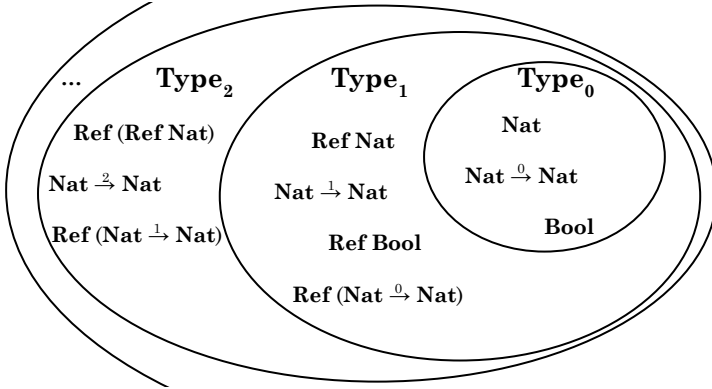 ... Type₂ Type₁ Type₀
Ref (Ref Nat)
Nat →² Nat
Ref (Nat →¹ Nat)
Ref Nat
Nat →¹ Nat
Ref Bool
Ref (Nat →⁰ Nat)
Nat
Nat →⁰ Nat
Bool